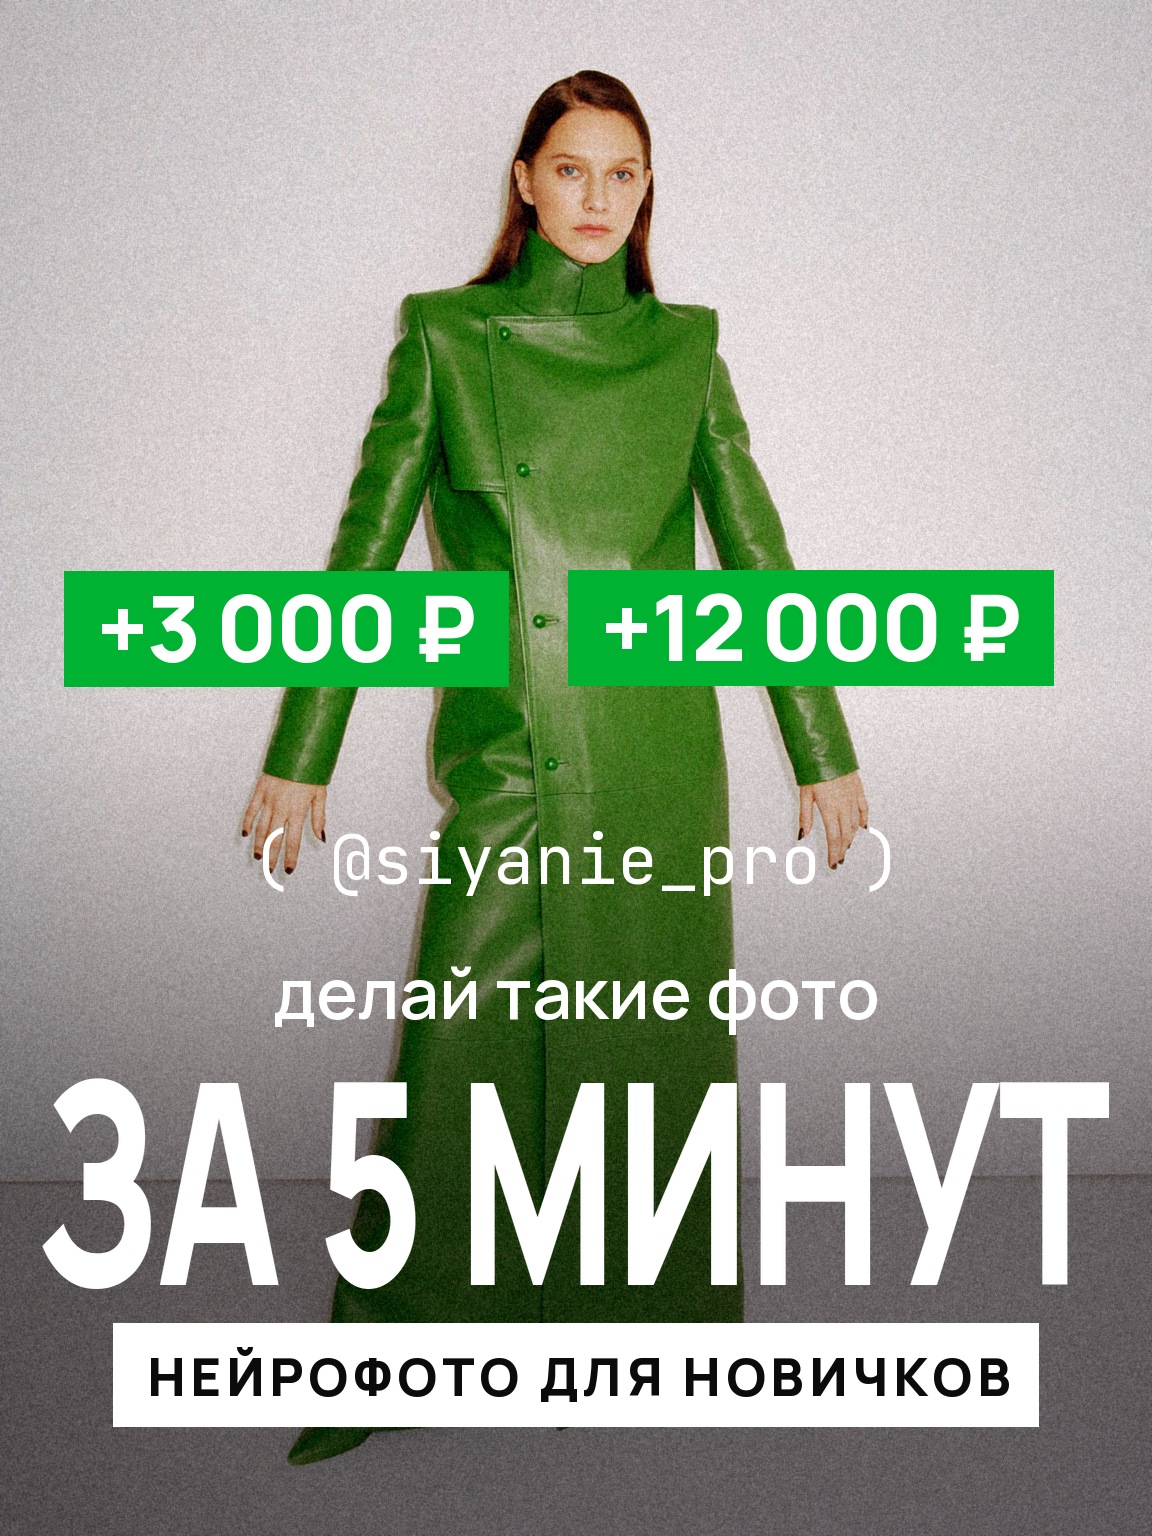 +3 000 ₽ +12 000 ₽
( @siyanie_pro )
делай такие фото
ЗА 5 МИНУТ
НЕЙРОФОТО ДЛЯ НОВИЧКОВ